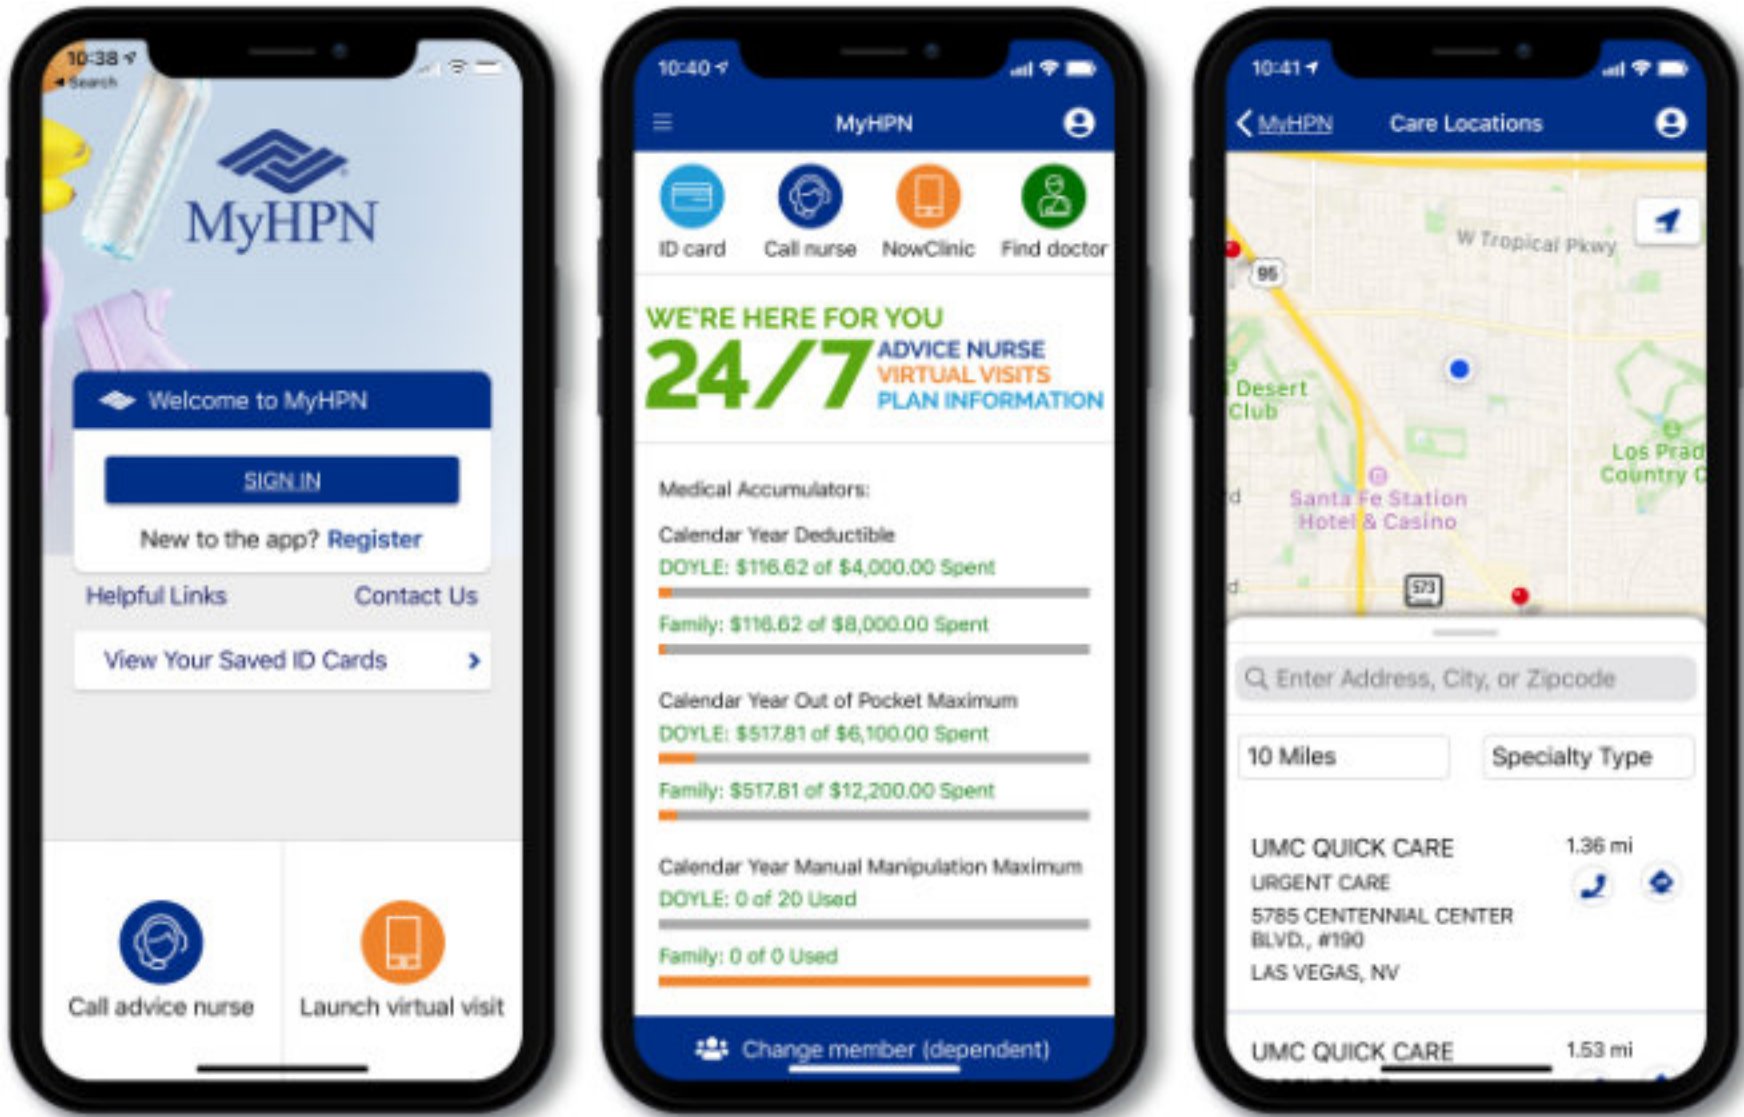 10:38
Search
MyHPN
Welcome to MyHPN
SIGN IN
New to the app? Register
Helpful Links
Contact Us
View Your Saved ID Cards
Call advice nurse
Launch virtual visit
10:40
MyHPN
ID card
Call nurse
NowClinic
Find doctor
WE'RE HERE FOR YOU
24/7
ADVICE NURSE
VIRTUAL VISITS
PLAN INFORMATION
Medical Accumulators:
Calendar Year Deductible
DOYLE: $116.62 of $4,000.00 Spent
Family: $116.62 of $8,000.00 Spent
Calendar Year Out of Pocket Maximum
DOYLE: $517.81 of $6,100.00 Spent
Family: $517.81 of $12,200.00 Spent
Calendar Year Manual Manipulation Maximum
DOYLE: 0 of 20 Used
Family: 0 of 0 Used
Change member (dependent)
10:41
MyHPN
Care Locations
W Tropical Pkwy
95
Desert
Club
Los Prad
Country C
Santa Fe Station
Hotel & Casino
573
Enter Address, City, or Zipcode
10 Miles
Specialty Type
UMC QUICK CARE
1.36 mi
URGENT CARE
5785 CENTENNIAL CENTER
BLVD., #190
LAS VEGAS, NV
UMC QUICK CARE
1.53 mi